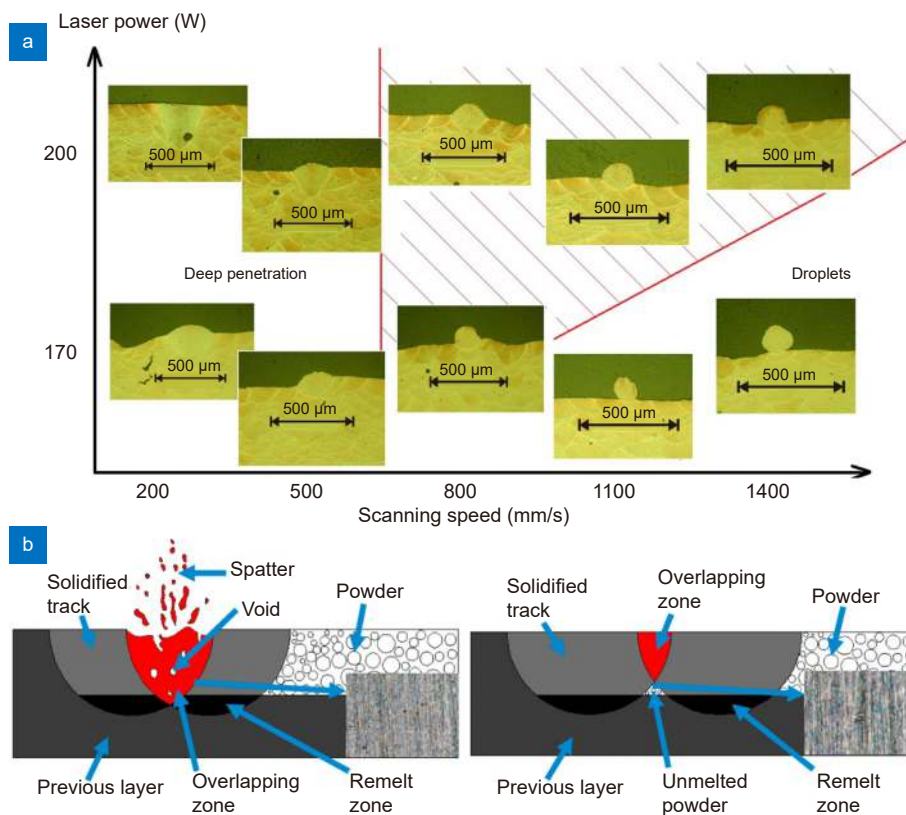 Laser power (W)
a
500 µm
500 µm
500 µm
500 µm
500 µm
200
Deep penetration
Droplets
500 µm
500 µm
500 µm
500 µm
500 µm
170
200
500
800
1100
1400
Scanning speed (mm/s)
b
Spatter
Solidified
track
Void
Powder
Previous layer
Overlapping
zone
Remelt
zone
Solidified
track
Overlapping
zone
Powder
Previous layer
Unmelted
powder
Remelt
zone